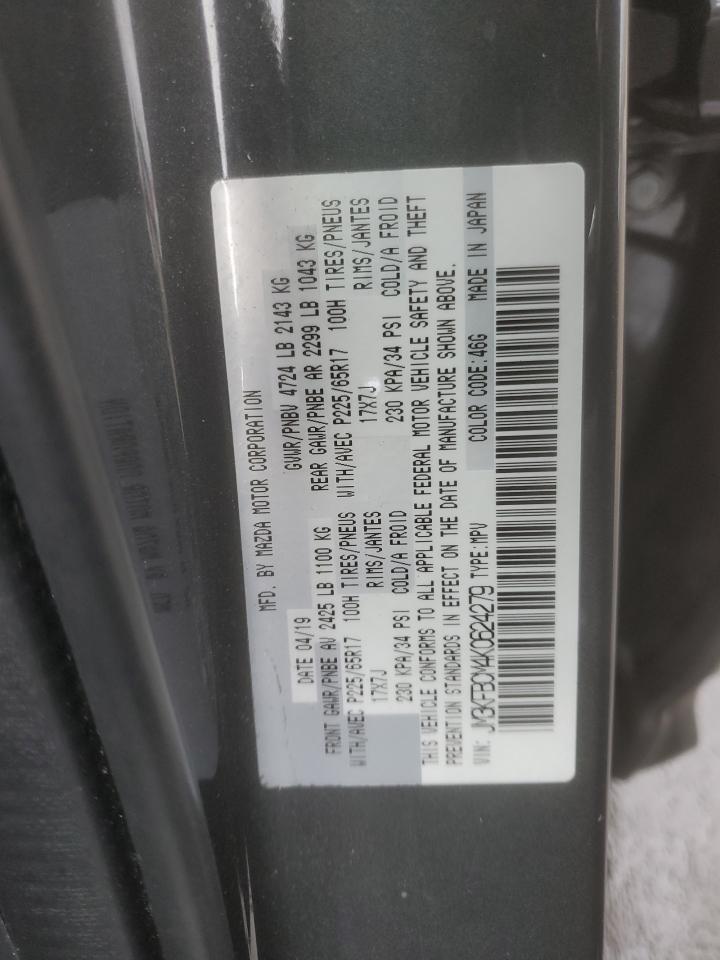 MFD. BY MAZDA MOTOR CORPORATION
DATE 04/19 GVWR/PNBV 4724 LB 2143 KG
FRONT GAWR/PNBE AV 2425 LB 1100 KG REAR GAWR/PNBE AR 2299 LB 1043 KG
WITH/AVEC P225/65R17 100H TIRES/PNEUS WITH/AVEC P225/65R17 100H TIRES/PNEUS
17X7J RIMS/JANTES 17X7J RIMS/JANTES
230 KPA/34 PSI COLD/A FROID 230 KPA/34 PSI COLD/A FROID
THIS VEHICLE CONFORMS TO ALL APPLICABLE FEDERAL MOTOR VEHICLE SAFETY AND THEFT
PREVENTION STANDARDS IN EFFECT ON THE DATE OF MANUFACTURE SHOWN ABOVE.
VIN: JM3KFBCM4K0624279 TYPE:MPV COLOR CODE:46G MADE IN JAPAN